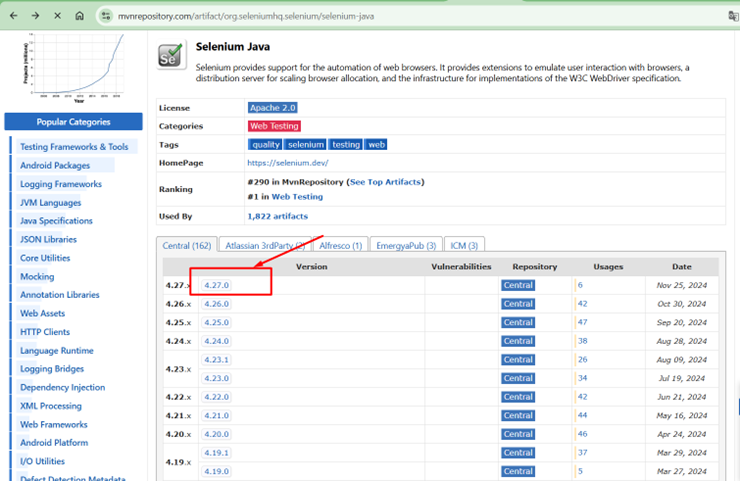 mvnrepository.com/artifact/org.seleniumhq.selenium/selenium-java
Projects (millions)
Year
Popular Categories
Testing Frameworks & Tools
Android Packages
Logging Frameworks
JVM Languages
Java Specifications
JSON Libraries
Core Utilities
Mocking
Annotation Libraries
Web Assets
HTTP Clients
Language Runtime
Logging Bridges
Dependency Injection
XML Processing
Web Frameworks
Android Platform
I/O Utilities
Defect Detection Metadata
Se
Selenium Java
Selenium provides support for the automation of web browsers. It provides extensions to emulate user interaction with browsers, a
distribution server for scaling browser allocation, and the infrastructure for implementations of the W3C WebDriver specification.
License Apache 2.0
Categories Web Testing
Tags quality selenium testing web
HomePage https://selenium.dev/
Ranking #290 in MvnRepository (See Top Artifacts)
#1 in Web Testing
Used By 1,822 artifacts
Central (162) Atlassian 3rdParty (2) Alfresco (1) EmergyaPub (3) ICM (3)
Version Vulnerabilities Repository Usages Date
4.27.x 4.27.0 Central 6 Nov 25, 2024
4.26.x 4.26.0 Central 42 Oct 30, 2024
4.25.x 4.25.0 Central 47 Sep 20, 2024
4.24.x 4.24.0 Central 38 Aug 28, 2024
4.23.x 4.23.1 Central 26 Aug 09, 2024
4.23.0 Central 34 Jul 19, 2024
4.22.x 4.22.0 Central 42 Jun 21, 2024
4.21.x 4.21.0 Central 44 May 16, 2024
4.20.x 4.20.0 Central 46 Apr 24, 2024
4.19.x 4.19.1 Central 37 Mar 29, 2024
4.19.0 Central 5 Mar 27, 2024